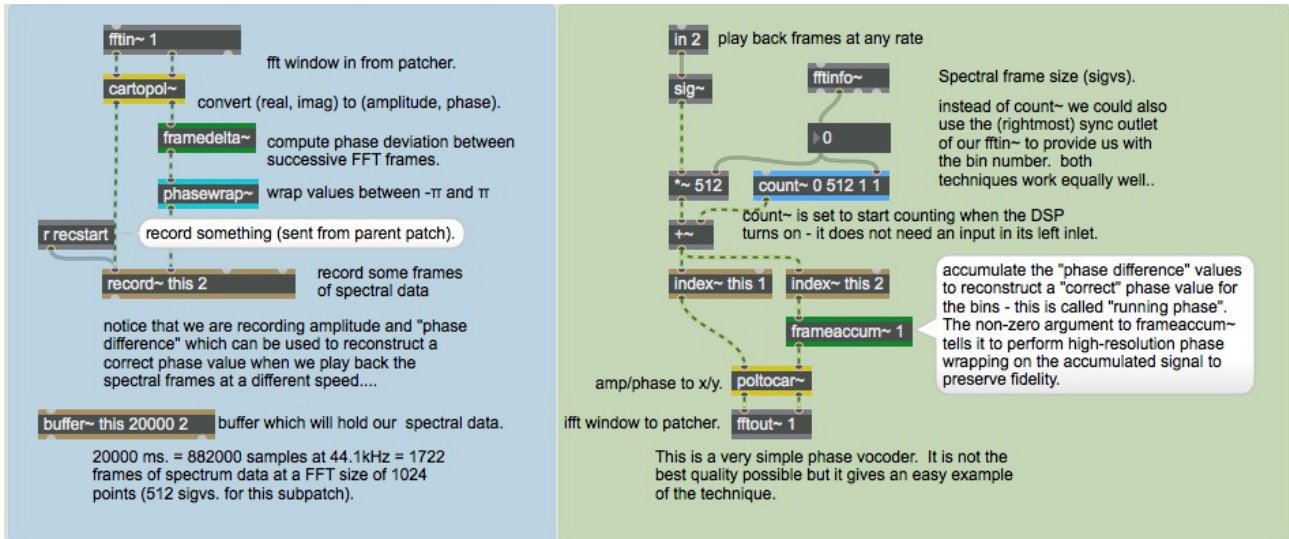 fftin~ 1
fft window in from patcher.
cartopol~
convert (real, imag) to (amplitude, phase).
framedelta~
compute phase deviation between
successive FFT frames.
phasewrap~
wrap values between -π and π
r recstart
record something (sent from parent patch).
record~ this 2
record some frames
of spectral data
notice that we are recording amplitude and "phase
difference" which can be used to reconstruct a
correct phase value when we play back the
spectral frames at a different speed....
buffer~ this 20000 2
buffer which will hold our spectral data.
20000 ms. = 882000 samples at 44.1kHz = 1722
frames of spectrum data at a FFT size of 1024
points (512 sigvs. for this subpatch).
in 2
play back frames at any rate
sig~
fftinfo~
Spectral frame size (sigvs).
0
instead of count~ we could also
use the (rightmost) sync outlet
of our fftin~ to provide us with
the bin number. both
techniques work equally well..
*~ 512
count~ 0 512 1 1
count~ is set to start counting when the DSP
turns on - it does not need an input in its left inlet.
+~
index~ this 1
index~ this 2
accumulate the "phase difference" values
to reconstruct a "correct" phase value for
the bins - this is called "running phase".
The non-zero argument to frameaccum~
tells it to perform high-resolution phase
wrapping on the accumulated signal to
preserve fidelity.
frameaccum~ 1
amp/phase to x/y.
poltocar~
ifft window to patcher.
fftout~ 1
This is a very simple phase vocoder. It is not the
best quality possible but it gives an easy example
of the technique.